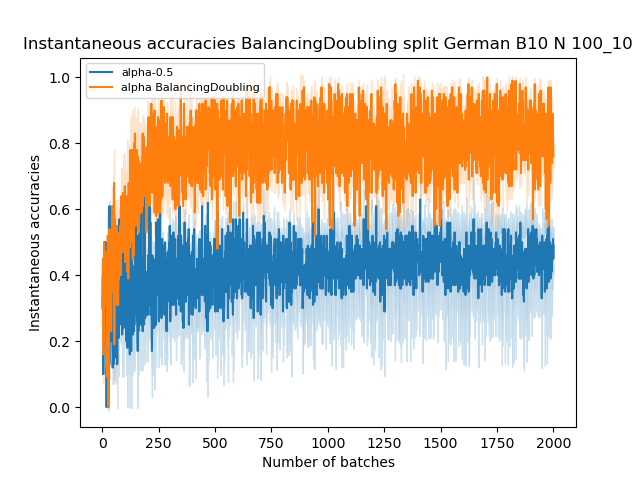 Instantaneous accuracies BalancingDoubling split German B10 N 100_10
alpha-0.5
alpha BalancingDoubling
1.0
0.8
0.6
0.4
0.2
0.0
Instantaneous accuracies
0 250 500 750 1000 1250 1500 1750 2000
Number of batches